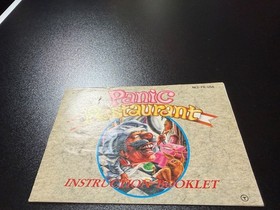 Panic
Restaurant
INSTRUCTION BOOKLET